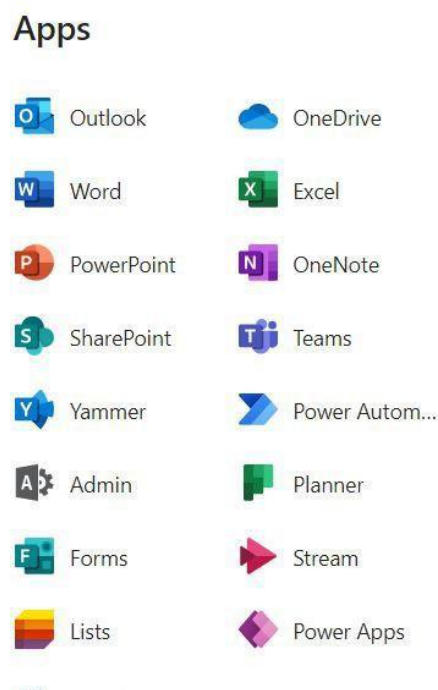 Apps
Outlook OneDrive
Word Excel
PowerPoint OneNote
SharePoint Teams
Yammer Power Autom...
Admin Planner
Forms Stream
Lists Power Apps